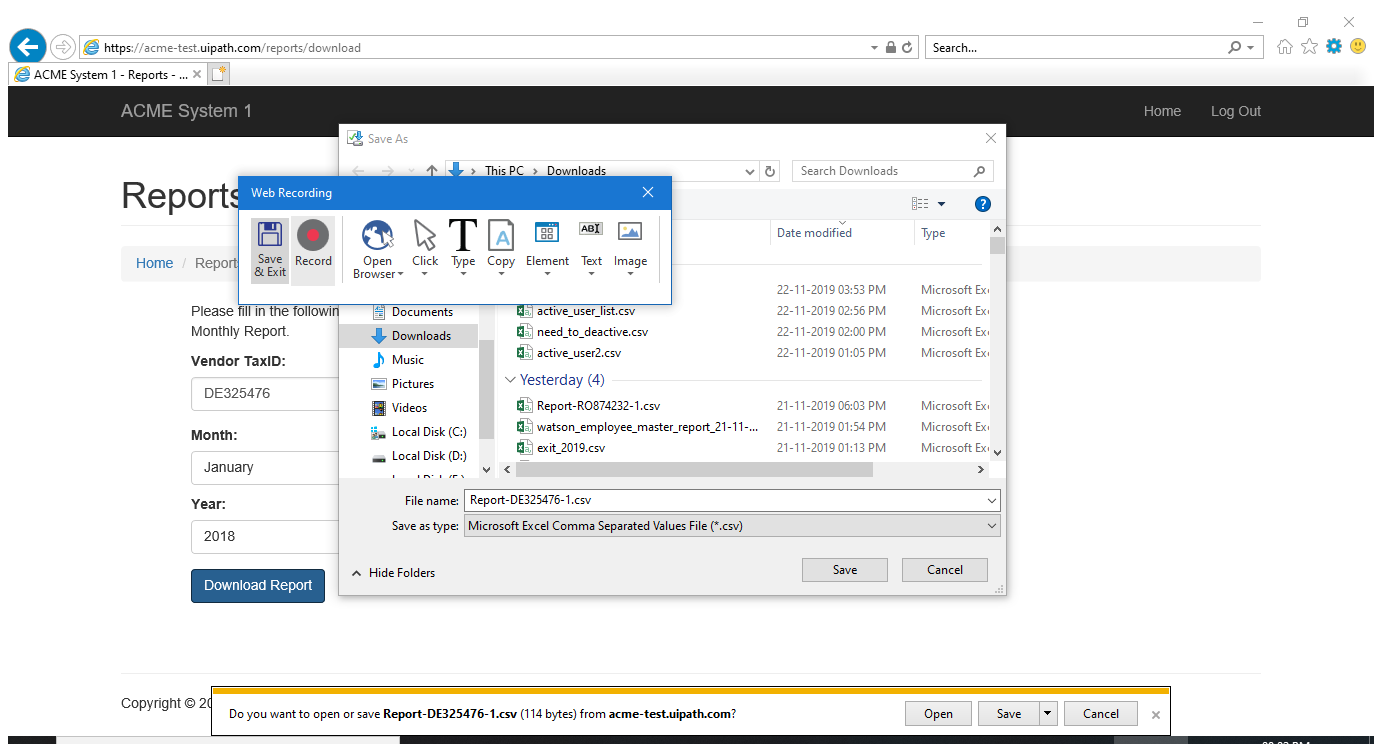 https://acme-test.uipath.com/reports/download
Search...
ACME System 1 - Reports - ...
ACME System 1
Home Log Out
Save As
This PC > Downloads
Search Downloads
Reports
Web Recording
Save & Exit
Record
Open Browser
Click
Type
Copy
Element
Text
Image
ABI
Date modified Type
Home / Report
22-11-2019 03:53 PM Microsoft Ex
Please fill in the followin
Monthly Report.
Documents
Downloads
Music
Pictures
Videos
Local Disk (C:)
Local Disk (D:)
active_user_list.csv 22-11-2019 02:56 PM Microsoft Ex
need_to_deactive.csv 22-11-2019 02:00 PM Microsoft Ex
active_user2.csv 22-11-2019 01:05 PM Microsoft Ex
Yesterday (4)
Report-RO874232-1.csv 21-11-2019 06:03 PM Microsoft Ex
watson_employee_master_report_21-11-... 21-11-2019 01:54 PM Microsoft Ex
exit_2019.csv 21-11-2019 01:13 PM Microsoft Ex
Vendor TaxID:
DE325476
Month:
January
Year:
2018
Download Report
File name: Report-DE325476-1.csv
Save as type: Microsoft Excel Comma Separated Values File (*.csv)
Hide Folders
Save Cancel
Copyright © 20
Do you want to open or save Report-DE325476-1.csv (114 bytes) from acme-test.uipath.com?
Open Save Cancel